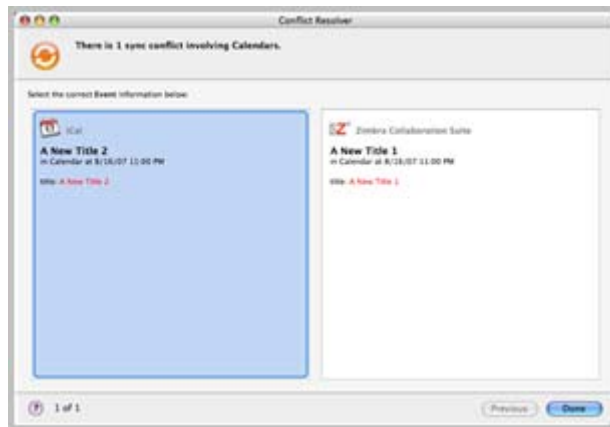 Conflict Resolver
There is 1 sync conflict involving Calendars.
Select the correct Event information below:
iCal
A New Title 2
in Calendar at 8/16/07 11:00 PM
title: A New Title 2
Zimbra Collaboration Suite
A New Title 1
in Calendar at 8/16/07 11:00 PM
title: A New Title 1
? 1 of 1
Previous
Done